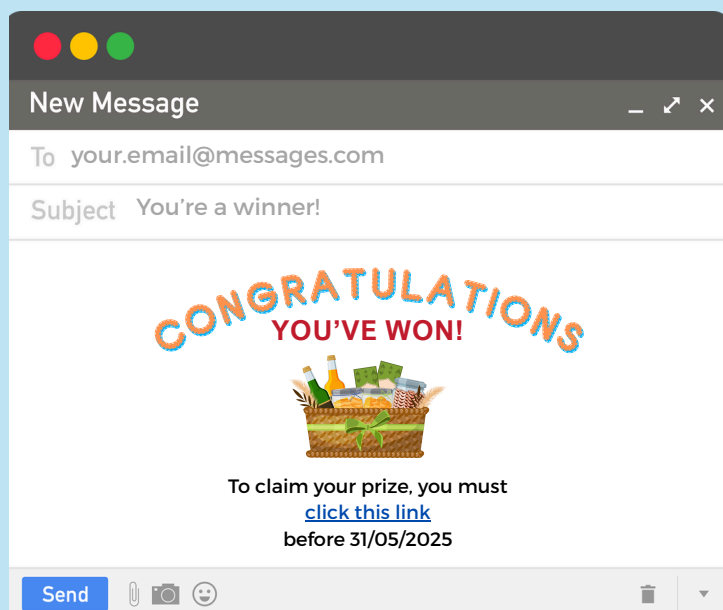 New Message
To your.email@messages.com
Subject You’re a winner!
CONGRATULATIONS
YOU’VE WON!
To claim your prize, you must
click this link
before 31/05/2025
Send